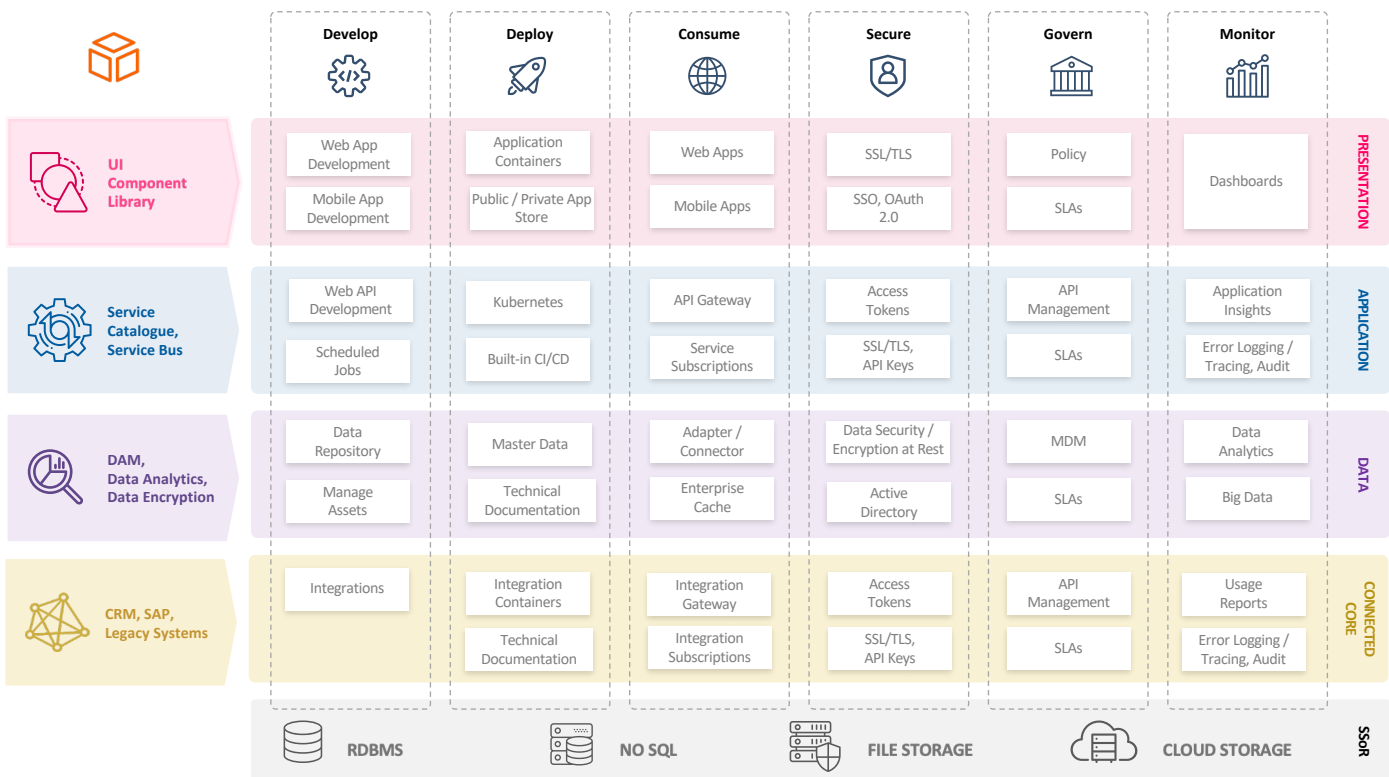 Develop
Deploy
Consume
Secure
Govern
Monitor
UI
Component
Library
Web App
Development
Application
Containers
Web Apps
SSL/TLS
Policy
Dashboards
Mobile App
Development
Public / Private App
Store
Mobile Apps
SSO, OAuth
2.0
SLAs
PRESENTATION
Service
Catalogue,
Service Bus
Web API
Development
Kubernetes
API Gateway
Access
Tokens
API
Management
Application
Insights
Scheduled
Jobs
Built-in CI/CD
Service
Subscriptions
SSL/TLS,
API Keys
SLAs
Error Logging /
Tracing, Audit
APPLICATION
DAM,
Data Analytics,
Data Encryption
Data
Repository
Master Data
Adapter /
Connector
Data Security /
Encryption at Rest
MDM
Data
Analytics
Manage
Assets
Technical
Documentation
Enterprise
Cache
Active
Directory
SLAs
Big Data
DATA
CRM, SAP,
Legacy Systems
Integrations
Integration
Containers
Integration
Gateway
Access
Tokens
API
Management
Usage
Reports
Technical
Documentation
Integration
Subscriptions
SSL/TLS,
API Keys
SLAs
Error Logging /
Tracing, Audit
CONNECTED
CORE
RDBMS
NO SQL
FILE STORAGE
CLOUD STORAGE
SSoR